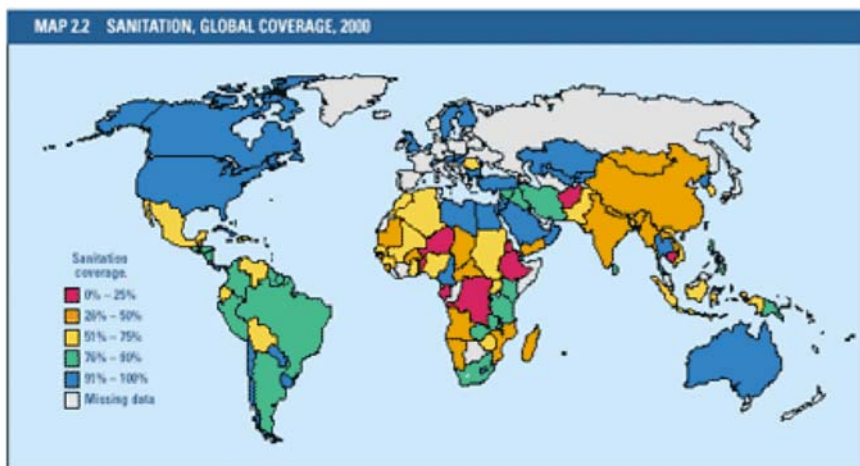 MAP 2.2 SANITATION, GLOBAL COVERAGE, 2000
Sanitation
coverage.
0% – 25%
26% – 50%
51% – 75%
76% – 90%
91% – 100%
Missing data